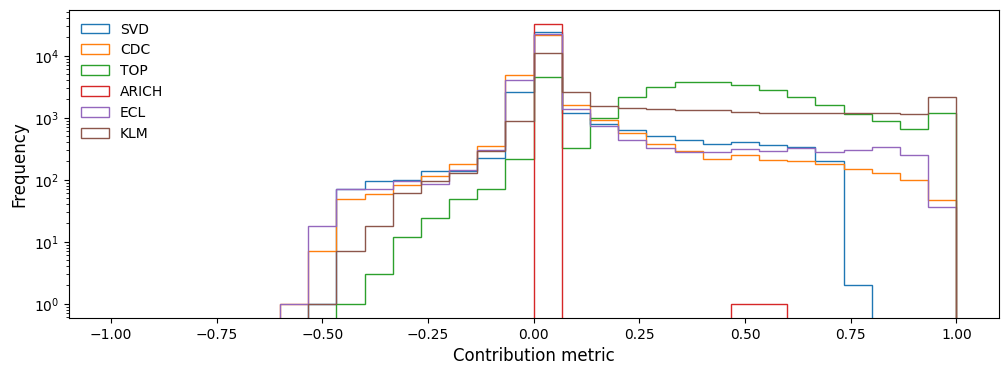 SVD
CDC
TOP
ARICH
ECL
KLM
Frequency
10⁴
10³
10²
10¹
10⁰
−1.00 −0.75 −0.50 −0.25 0.00 0.25 0.50 0.75 1.00
Contribution metric